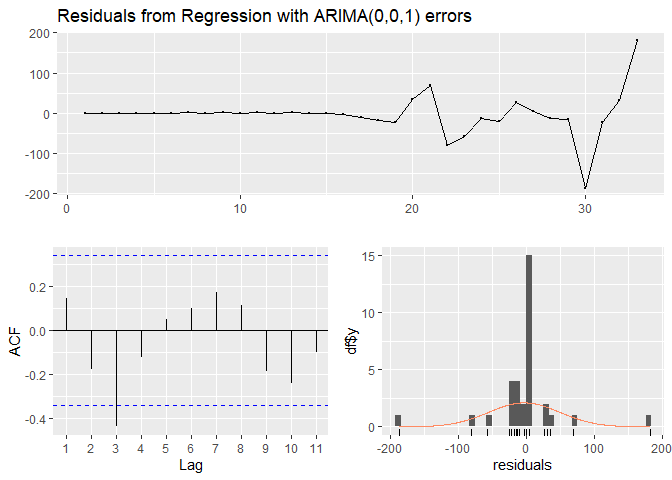 Residuals from Regression with ARIMA(0,0,1) errors
200
100
0
-100
-200
0 10 20 30
0.2
0.0
-0.2
-0.4
ACF
1 2 3 4 5 6 7 8 9 10 11
Lag
15
10
5
0
df$y
-200 -100 0 100 200
residuals